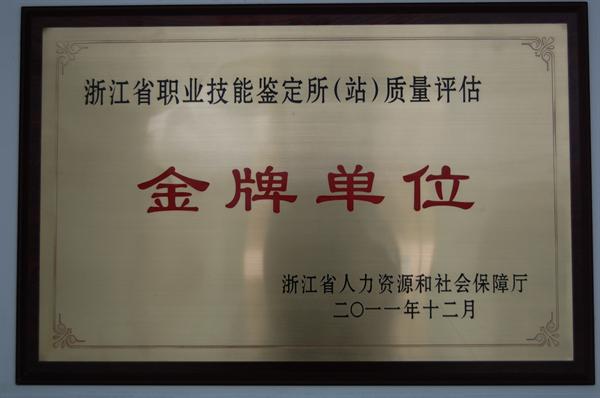 浙江省职业技能鉴定所(站)质量评估
金牌单位
浙江省人力资源和社会保障厅
二〇一一年十二月